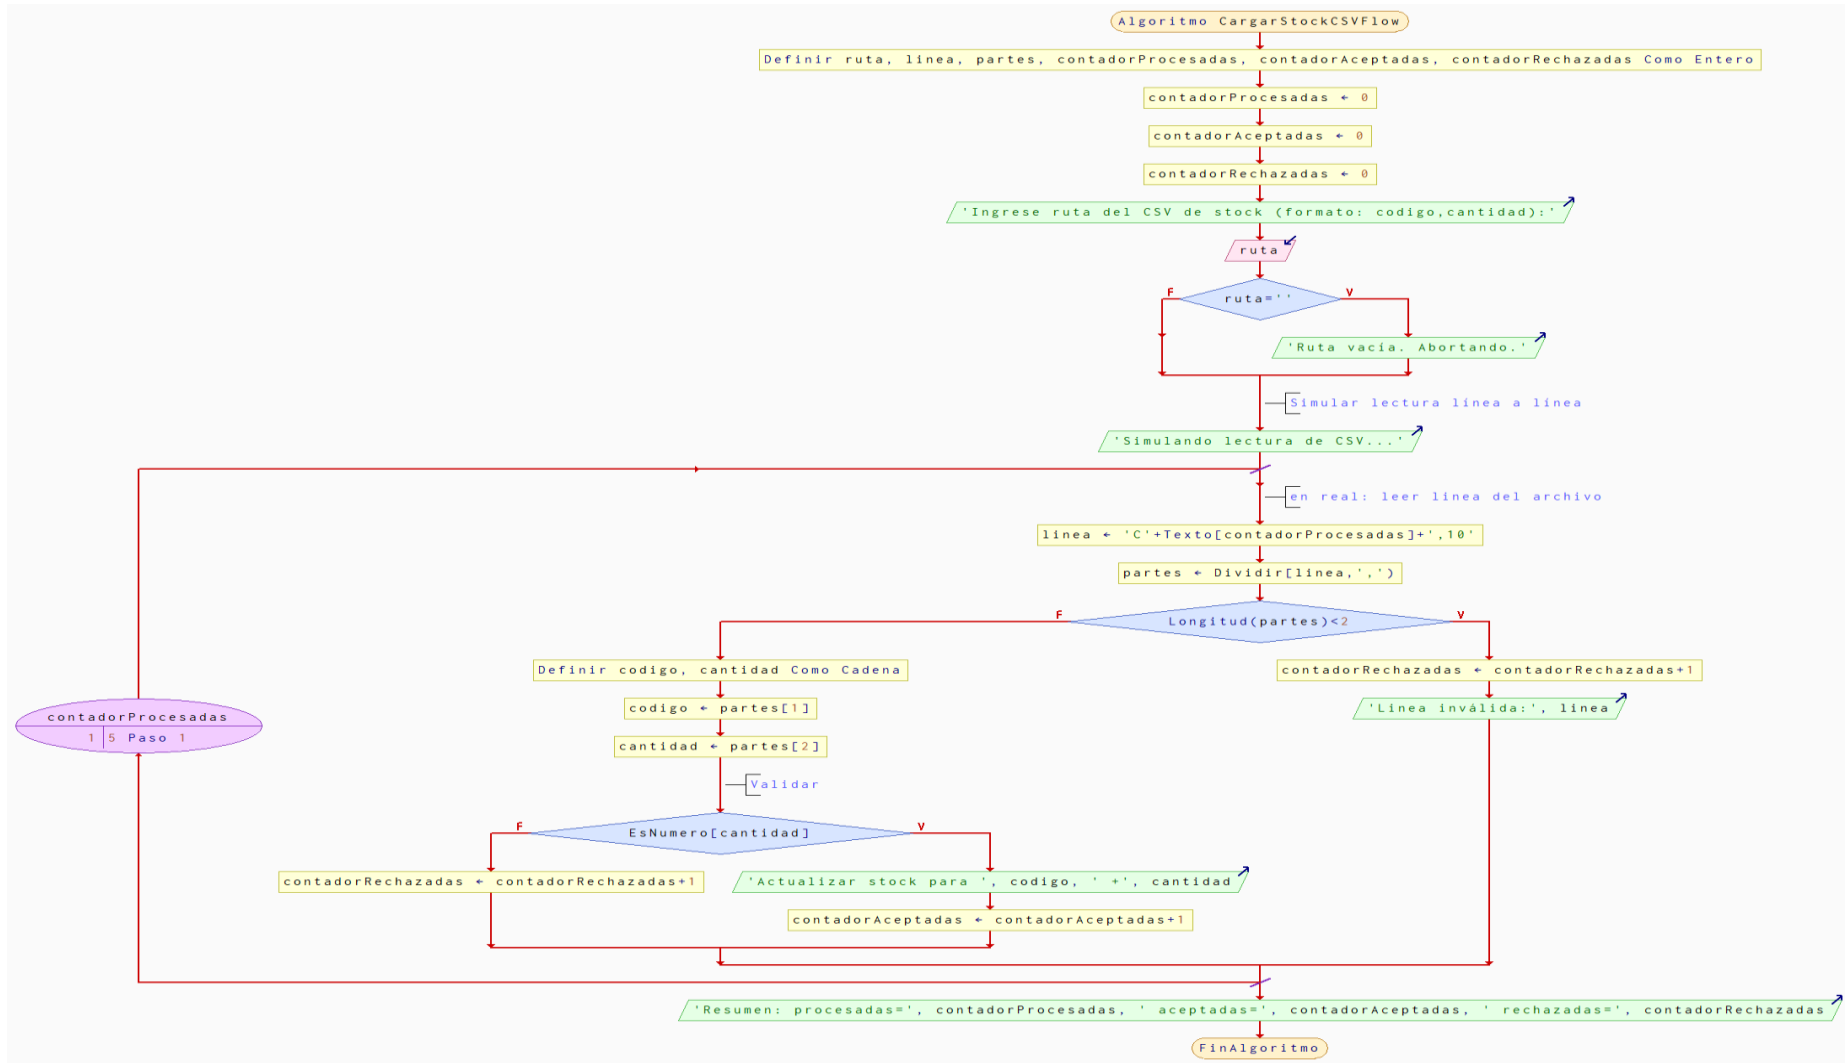 Algoritmo CargarStockCSVFlow
Definir ruta, linea, partes, contadorProcesadas, contadorAceptadas, contadorRechazadas Como Entero
contadorProcesadas ← 0
contadorAceptadas ← 0
contadorRechazadas ← 0
'Ingrese ruta del CSV de stock (formato: codigo,cantidad):'
ruta
ruta=''
F
V
'Ruta vacía. Abortando.'
Simular lectura línea a línea
'Simulando lectura de CSV...'
en real: leer linea del archivo
linea ← 'C'+Texto[contadorProcesadas]+',10'
partes ← Dividir[linea,',')
Longitud(partes)<2
F
V
Definir codigo, cantidad Como Cadena
contadorRechazadas ← contadorRechazadas+1
codigo ← partes[1]
'Linea inválida:', linea
contadorProcesadas
1 5 Paso 1
cantidad ← partes[2]
Validar
EsNumero[cantidad]
F
V
contadorRechazadas ← contadorRechazadas+1
'Actualizar stock para ', codigo, ' +', cantidad
contadorAceptadas ← contadorAceptadas+1
'Resumen: procesadas=', contadorProcesadas, ' aceptadas=', contadorAceptadas, ' rechazadas=', contadorRechazadas
FinAlgoritmo